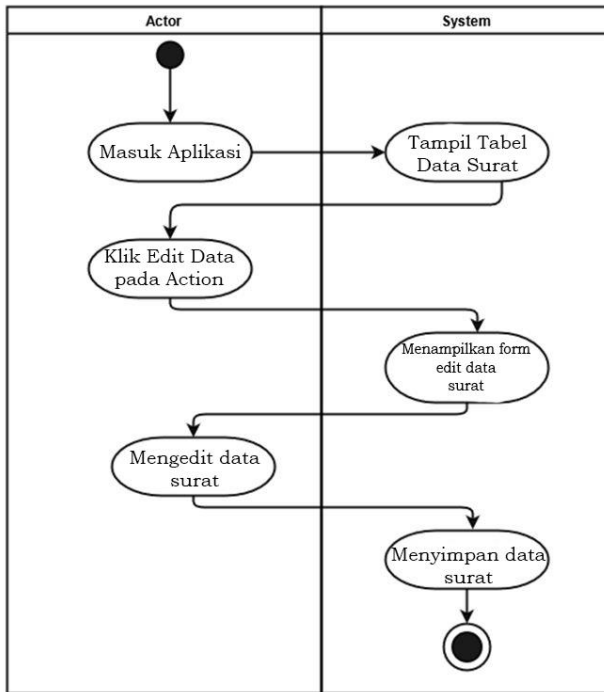 Actor
System
Masuk Aplikasi
Tampil Tabel
Data Surat
Klik Edit Data
pada Action
Menampilkan form
edit data
surat
Mengedit data
surat
Menyimpan data
surat